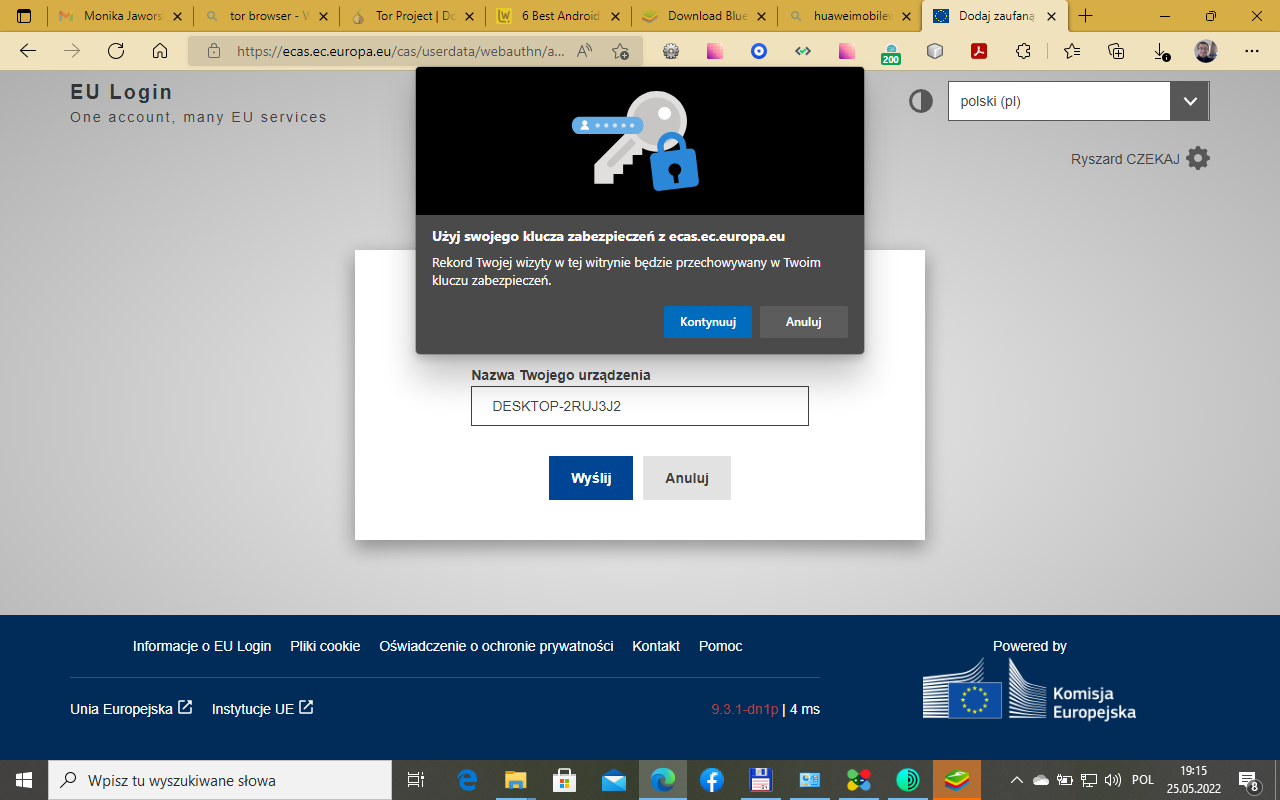 Monika Jawors
tor browser - W
Tor Project | Do
6 Best Android
Download Blue
huaweimobilew
Dodaj zaufaną
https://ecas.ec.europa.eu/cas/userdata/webauthn/a...
200
EU Login
One account, many EU services
polski (pl)
Ryszard CZEKAJ
Użyj swojego klucza zabezpieczeń z ecas.ec.europa.eu
Rekord Twojej wizyty w tej witrynie będzie przechowywany w Twoim
kluczu zabezpieczeń.
Kontynuuj
Anuluj
Nazwa Twojego urządzenia
DESKTOP-2RUJ3J2
Wyślij
Anuluj
Informacje o EU Login
Pliki cookie
Oświadczenie o ochronie prywatności
Kontakt
Pomoc
Powered by
Unia Europejska
Instytucje UE
9.3.1-dn1p | 4 ms
Komisja
Europejska
Wpisz tu wyszukiwane słowa
POL
19:15
25.05.2022
8